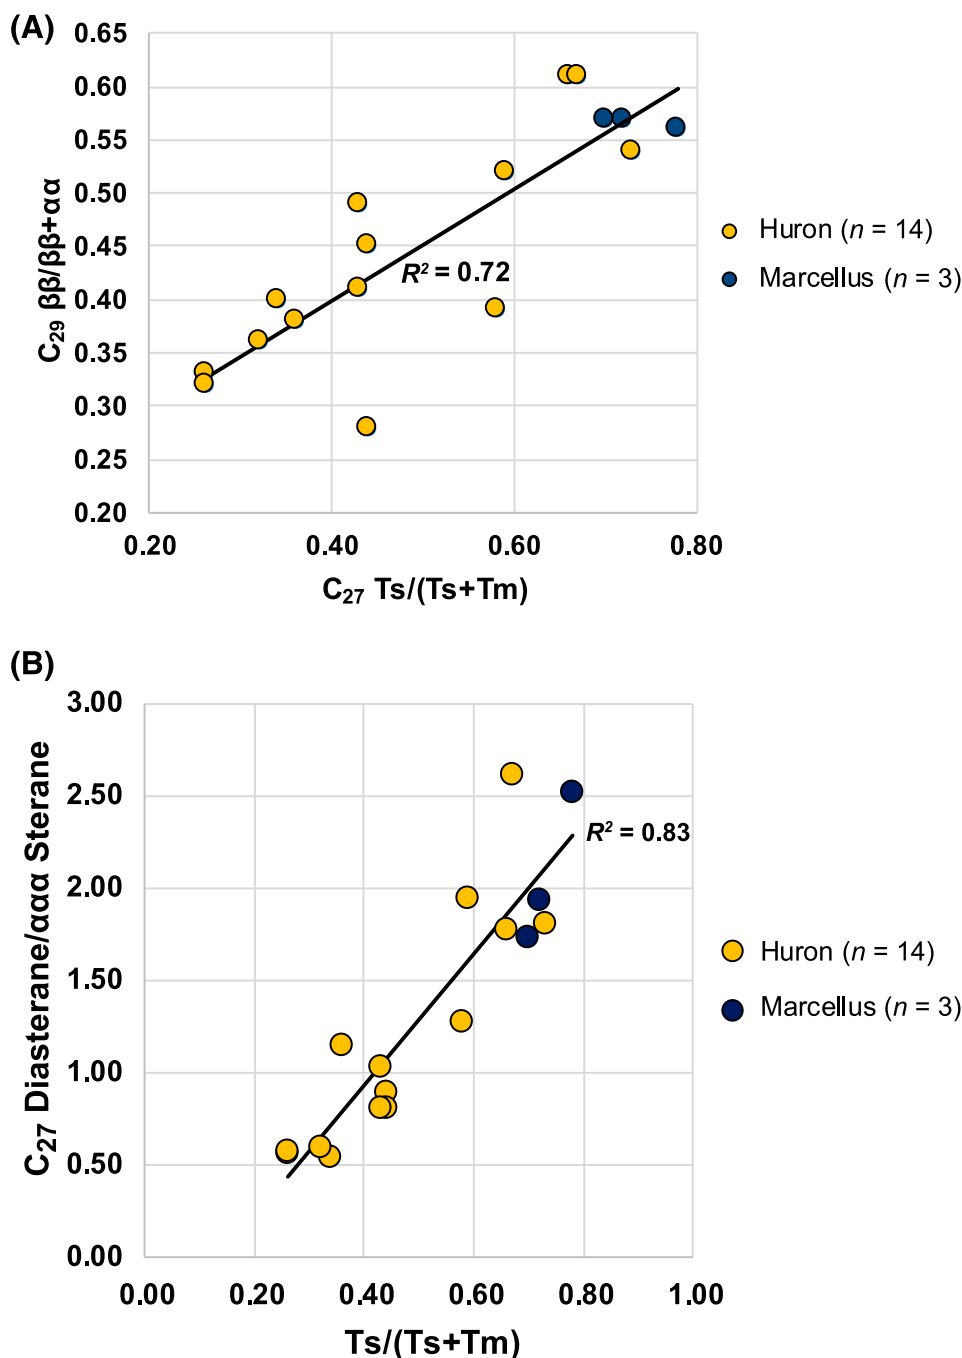 (A)
0.65
0.60
0.55
0.50
0.45
0.40
0.35
0.30
0.25
0.20
C₂₉ ββ/ββ+αα
R² = 0.72
0.20 0.40 0.60 0.80
C₂₇ Ts/(Ts+Tm)
Huron (n = 14)
Marcellus (n = 3)
(B)
3.00
2.50
2.00
1.50
1.00
0.50
0.00
C₂₇ Diasterane/ααα Sterane
R² = 0.83
0.00 0.20 0.40 0.60 0.80 1.00
Ts/(Ts+Tm)
Huron (n = 14)
Marcellus (n = 3)